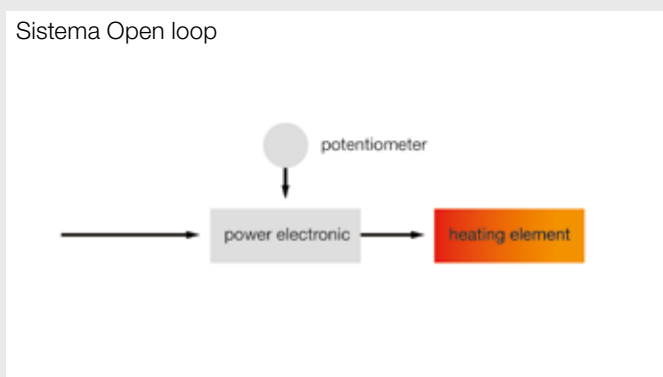 Sistema Open loop
potentiometer
power electronic
heating element